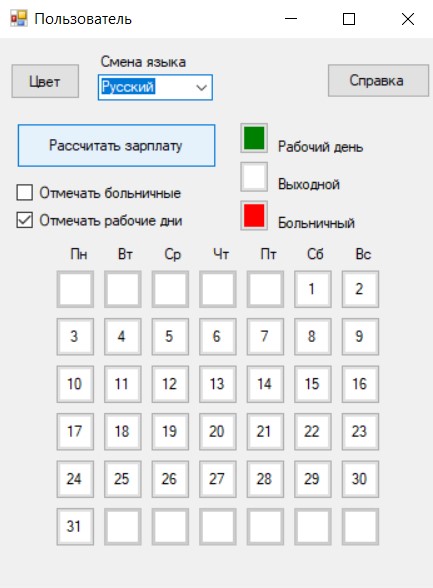 Пользователь
Смена языка
Цвет
Русский
Справка
Рассчитать зарплату
Рабочий день
Выходной
Отмечать больничные
Отмечать рабочие дни
Больничный
Пн Вт Ср Чт Пт Сб Вс
1 2
3 4 5 6 7 8 9
10 11 12 13 14 15 16
17 18 19 20 21 22 23
24 25 26 27 28 29 30
31